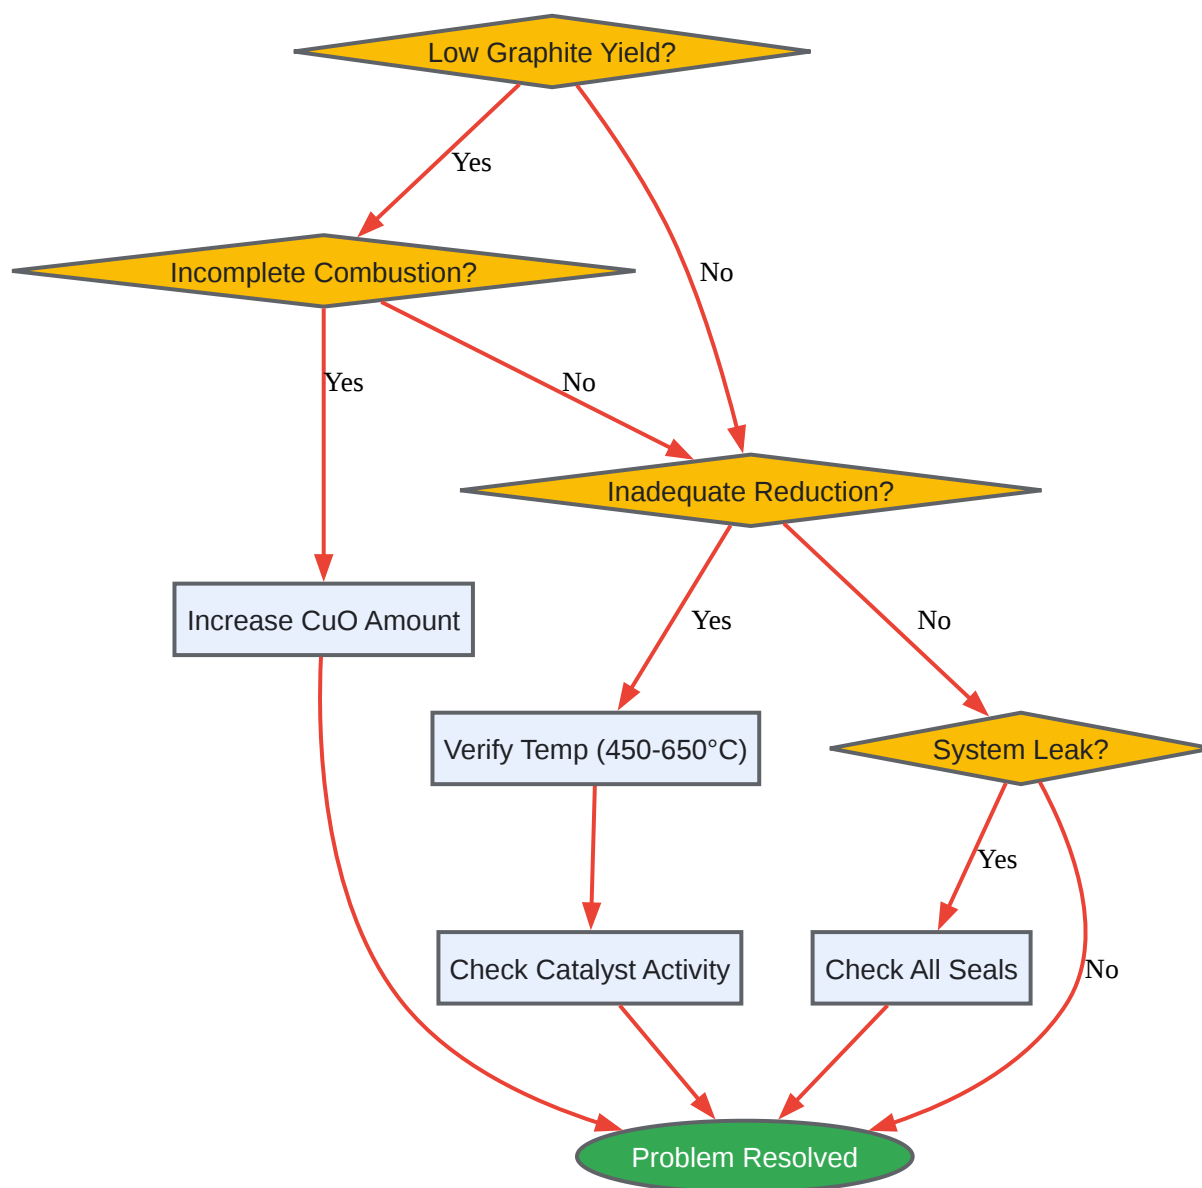 Low Graphite Yield?
Yes
No
Incomplete Combustion?
Yes
No
Inadequate Reduction?
Increase CuO Amount
Yes
No
Verify Temp (450-650°C)
System Leak?
Yes
Check Catalyst Activity
Check All Seals
No
Problem Resolved